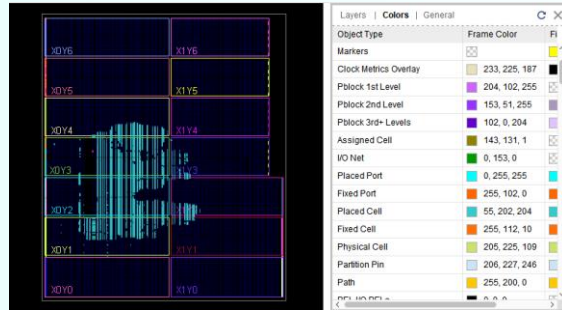 X0Y6 X1Y6
X0Y5 X1Y5
X0Y4 X1Y4
X0Y3 X1Y3
X0Y2 X1Y2
X0Y1 X1Y1
X0Y0 X1Y0
Layers | Colors | General
Object Type Frame Color Fi
Markers
Clock Metrics Overlay 233, 225, 187
Pblock 1st Level 204, 102, 255
Pblock 2nd Level 153, 51, 255
Pblock 3rd+ Levels 102, 0, 204
Assigned Cell 143, 131, 1
I/O Net 0, 153, 0
Placed Port 0, 255, 255
Fixed Port 255, 102, 0
Placed Cell 55, 202, 204
Fixed Cell 255, 112, 10
Physical Cell 205, 225, 109
Partition Pin 206, 227, 246
Path 255, 200, 0